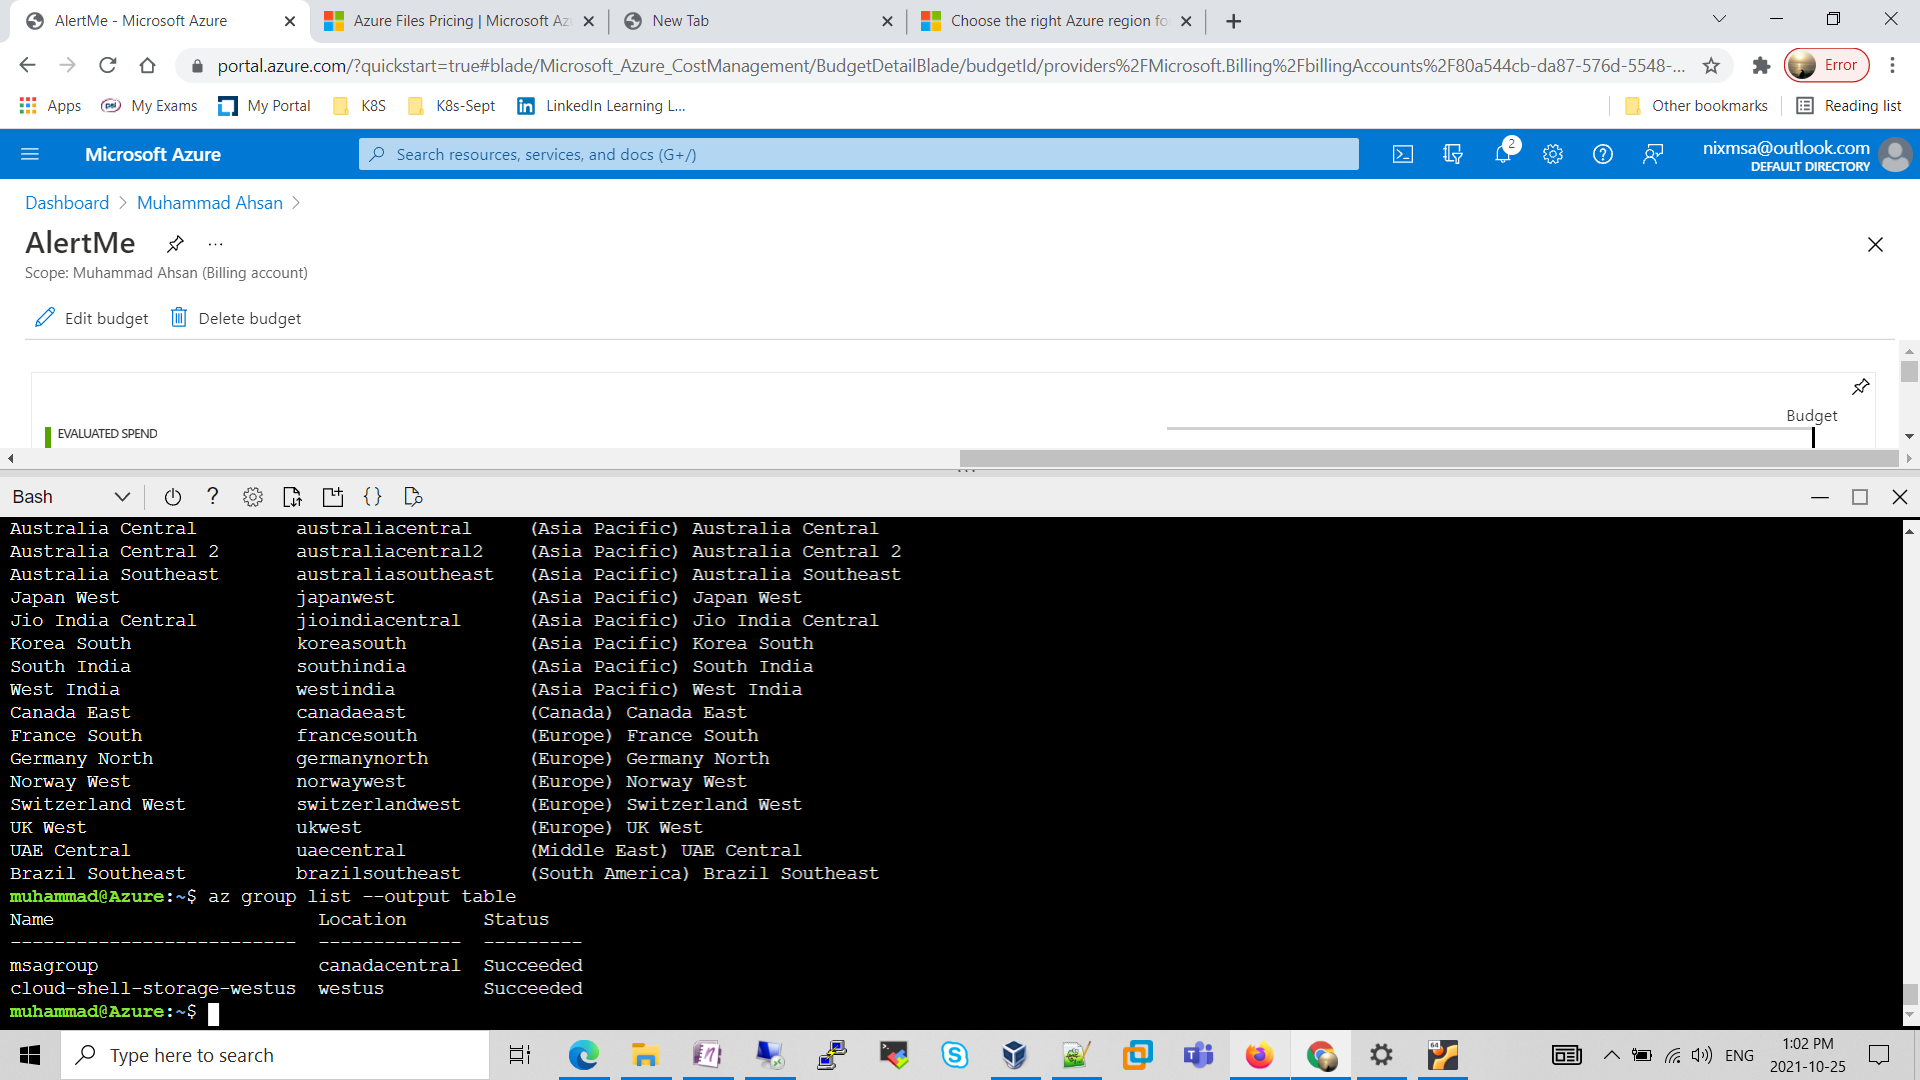 AlertMe - Microsoft Azure
Azure Files Pricing | Microsoft Az
New Tab
Choose the right Azure region fo
portal.azure.com/?quickstart=true#blade/Microsoft_Azure_CostManagement/BudgetDetailBlade/budgetId/providers%2FMicrosoft.Billing%2FbillingAccounts%2F80a544cb-da87-576d-5548-...
Error
Apps
My Exams
My Portal
K8S
K8s-Sept
LinkedIn Learning L...
Other bookmarks
Reading list
Microsoft Azure
Search resources, services, and docs (G+/)
2
nixmsa@outlook.com
DEFAULT DIRECTORY
Dashboard > Muhammad Ahsan >
AlertMe
...
Scope: Muhammad Ahsan (Billing account)
Edit budget
Delete budget
Budget
EVALUATED SPEND
Bash
Australia Central australiacentral (Asia Pacific) Australia Central
Australia Central 2 australiacentral2 (Asia Pacific) Australia Central 2
Australia Southeast australiasoutheast (Asia Pacific) Australia Southeast
Japan West japanwest (Asia Pacific) Japan West
Jio India Central jioindiacentral (Asia Pacific) Jio India Central
Korea South koreasouth (Asia Pacific) Korea South
South India southindia (Asia Pacific) South India
West India westindia (Asia Pacific) West India
Canada East canadaeast (Canada) Canada East
France South francesouth (Europe) France South
Germany North germanynorth (Europe) Germany North
Norway West norwaywest (Europe) Norway West
Switzerland West switzerlandwest (Europe) Switzerland West
UK West ukwest (Europe) UK West
UAE Central uaecentral (Middle East) UAE Central
Brazil Southeast brazilsoutheast (South America) Brazil Southeast
muhammad@Azure:~$ az group list --output table
Name Location Status
-------------------------- ------------- ---------
msagroup canadacentral Succeeded
cloud-shell-storage-westus westus Succeeded
muhammad@Azure:~$
Type here to search
64
ENG
1:02 PM
2021-10-25